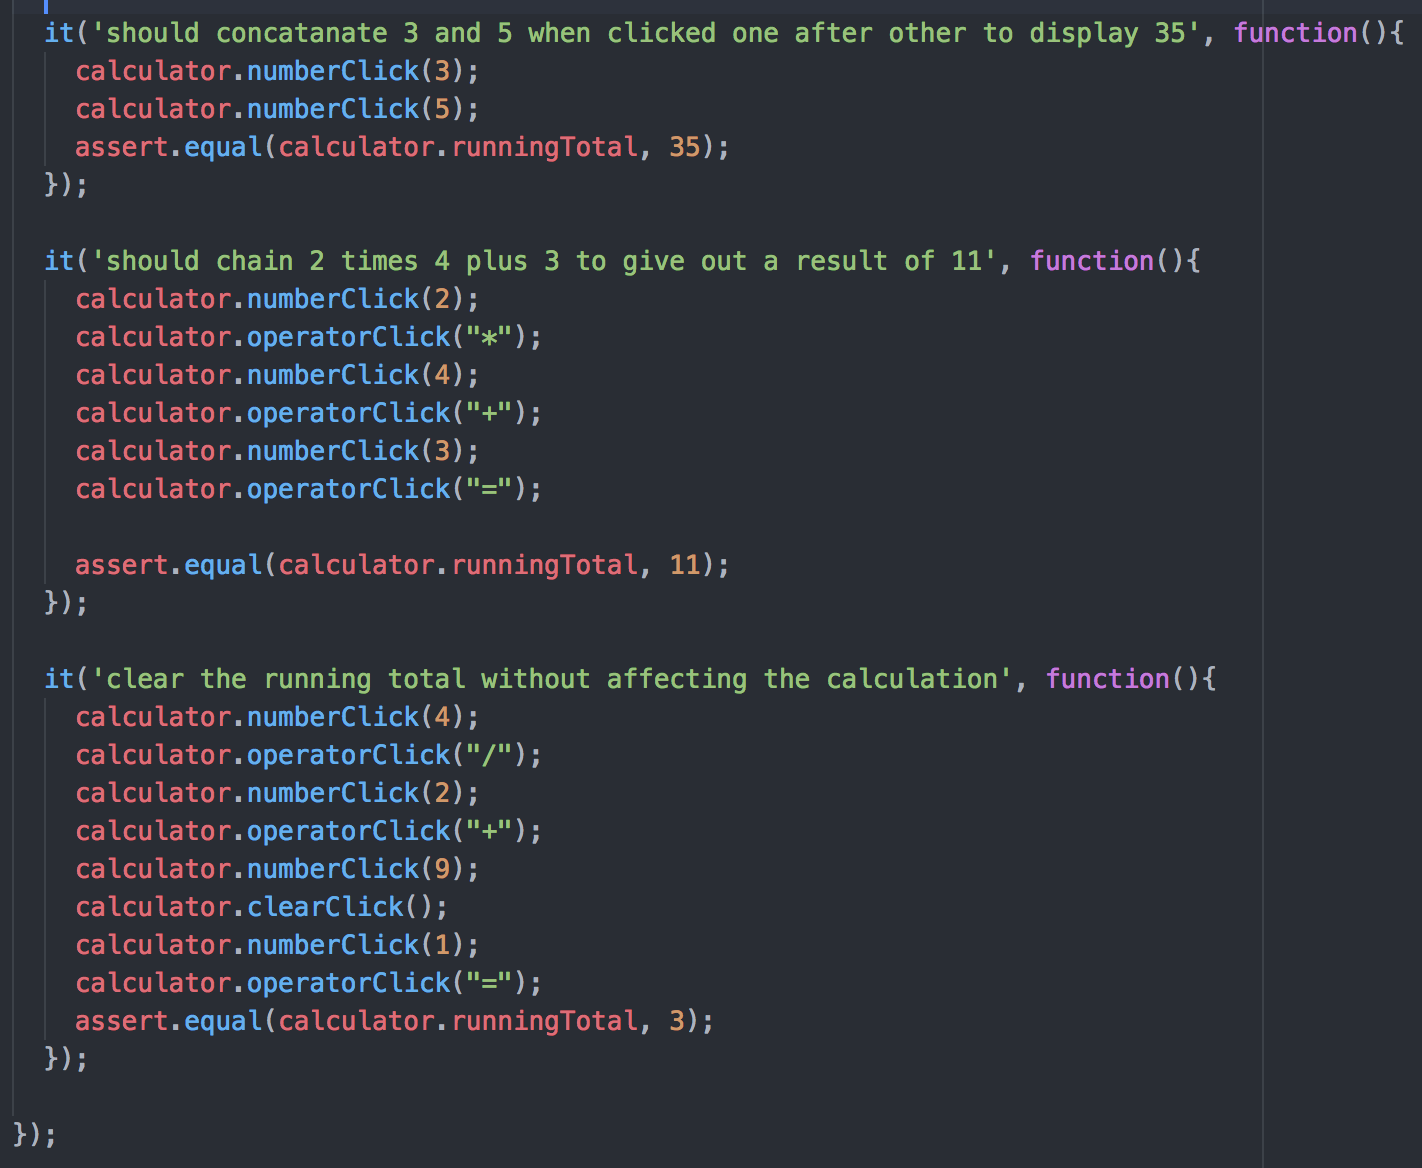 it('should concatanate 3 and 5 when clicked one after other to display 35', function(){
calculator.numberClick(3);
calculator.numberClick(5);
assert.equal(calculator.runningTotal, 35);
});
it('should chain 2 times 4 plus 3 to give out a result of 11', function(){
calculator.numberClick(2);
calculator.operatorClick("*");
calculator.numberClick(4);
calculator.operatorClick("+");
calculator.numberClick(3);
calculator.operatorClick("=");
assert.equal(calculator.runningTotal, 11);
});
it('clear the running total without affecting the calculation', function(){
calculator.numberClick(4);
calculator.operatorClick("/");
calculator.numberClick(2);
calculator.operatorClick("+");
calculator.numberClick(9);
calculator.clearClick();
calculator.numberClick(1);
calculator.operatorClick("=");
assert.equal(calculator.runningTotal, 3);
});
});